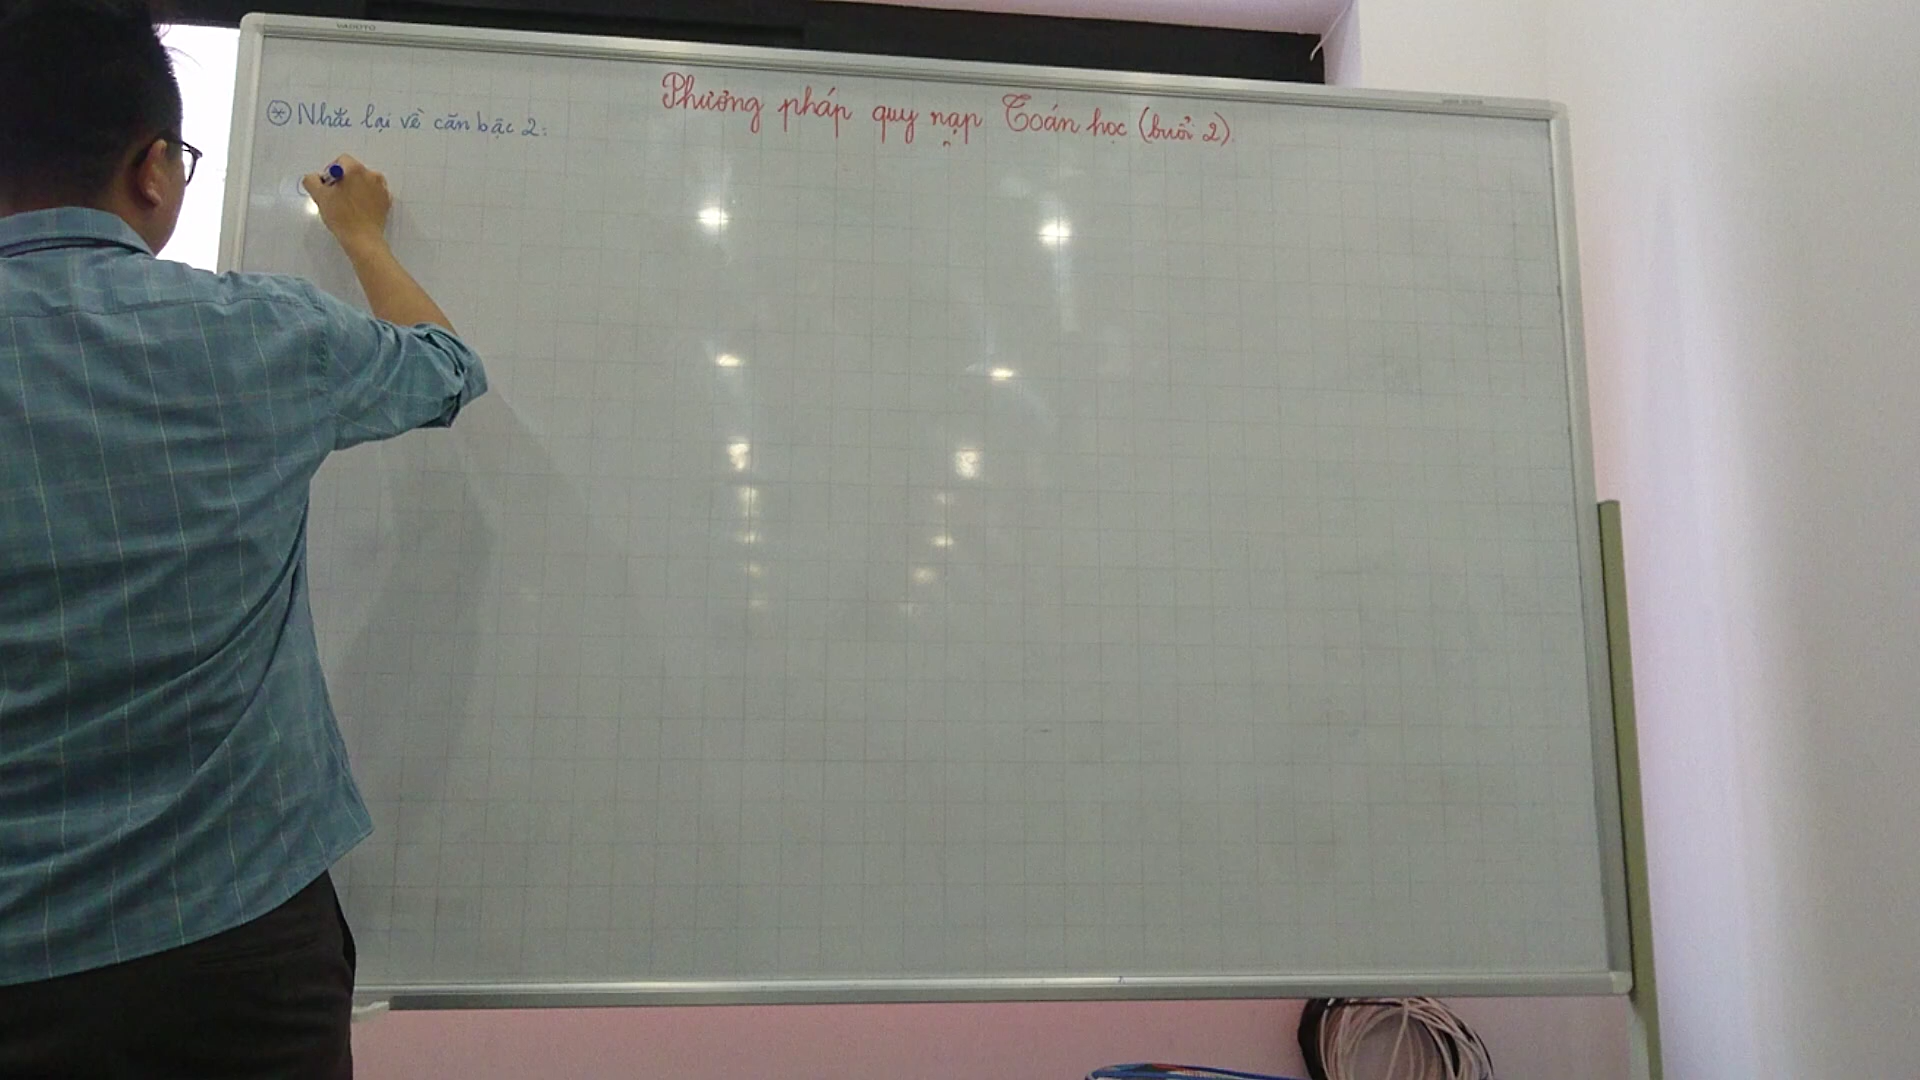 Phương pháp quy nạp Toán học (buổi 2).
⊛ Nhắc lại về căn bậc 2: